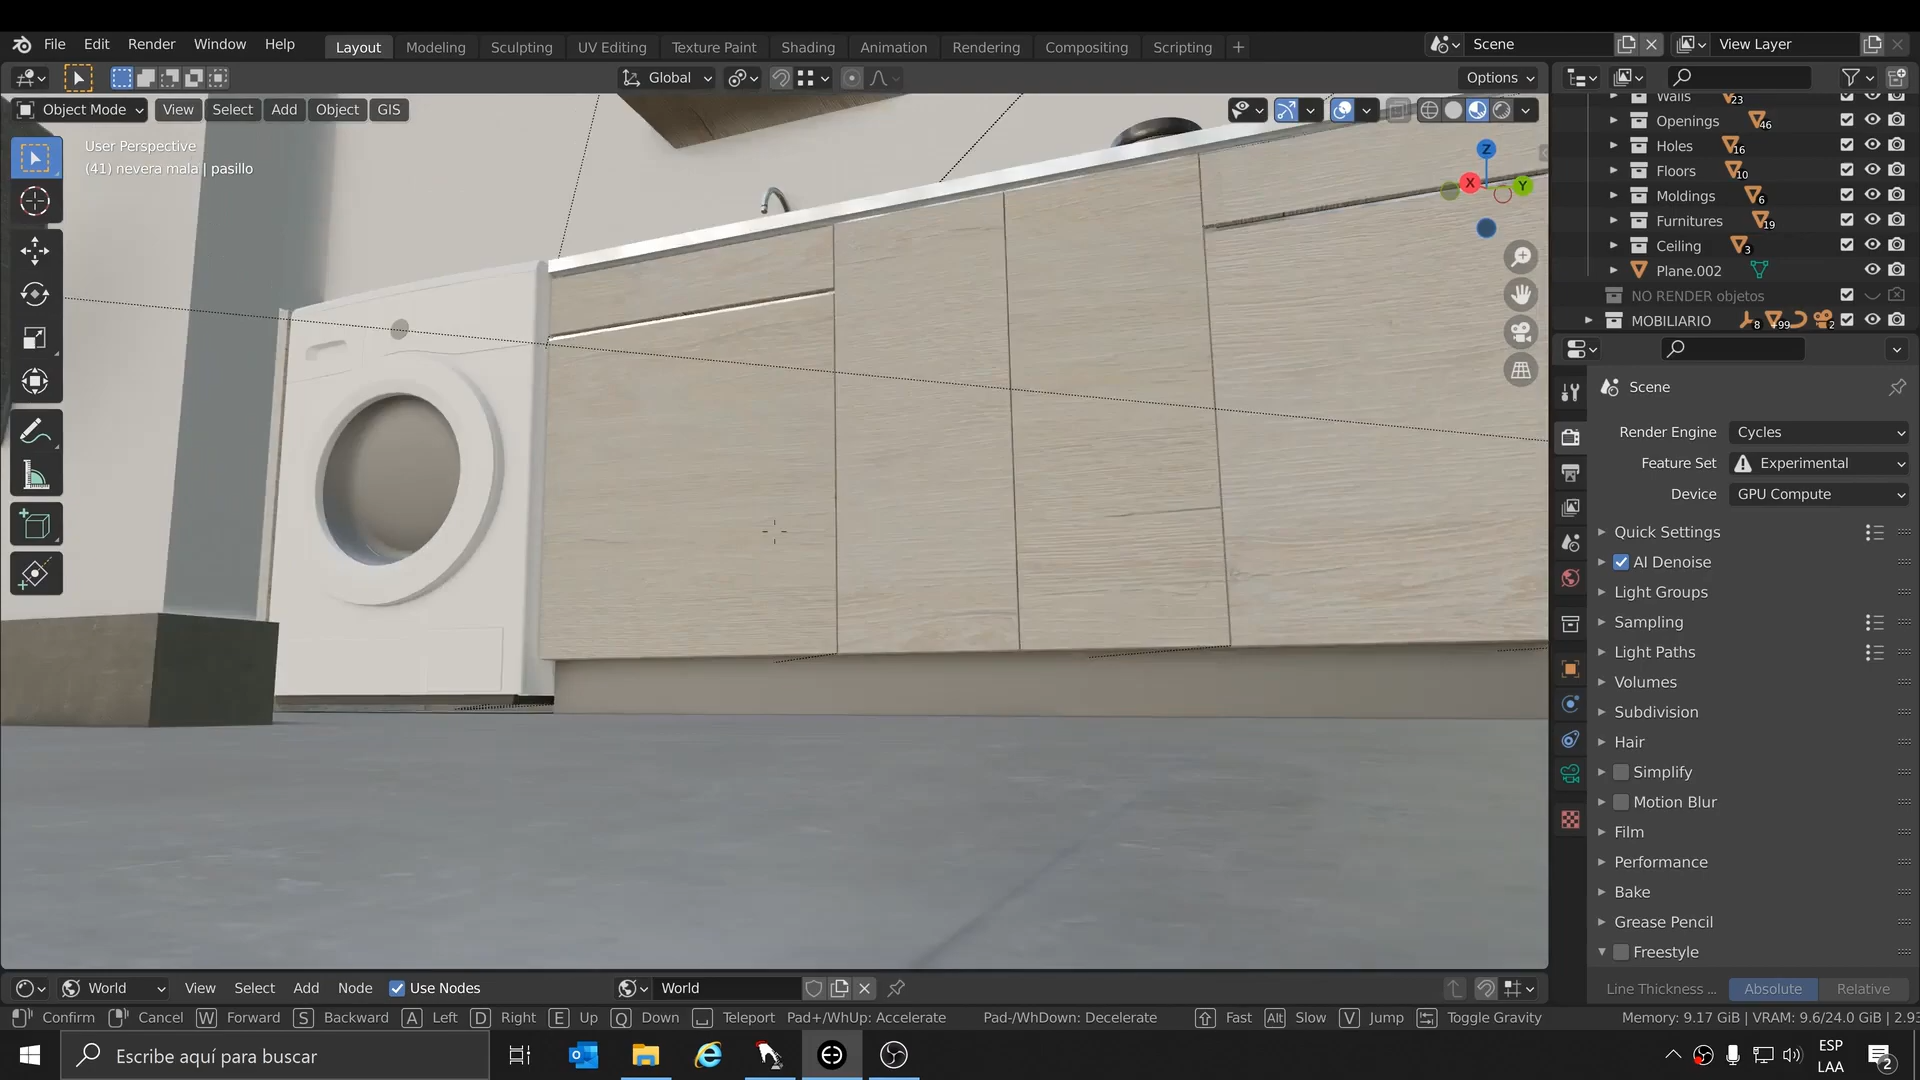 File Edit Render Window Help Layout Modeling Sculpting UV Editing Texture Paint Shading Animation Rendering Compositing Scripting + Scene View Layer
Global Options
Object Mode View Select Add Object GIS
User Perspective
(41) nevera mala | pasillo
Z
X
Y
Walls 23
Openings 46
Holes 16
Floors 10
Moldings 6
Furnitures 19
Ceiling 3
Plane.002
NO RENDER objetos
MOBILIARIO 8 +99 2
Scene
Render Engine Cycles
Feature Set Experimental
Device GPU Compute
Quick Settings
AI Denoise
Light Groups
Sampling
Light Paths
Volumes
Subdivision
Hair
Simplify
Motion Blur
Film
Performance
Bake
Grease Pencil
Freestyle
Line Thickness ... Absolute Relative
World View Select Add Node Use Nodes World
Confirm Cancel W Forward S Backward A Left D Right E Up Q Down Teleport Pad+/WhUp: Accelerate Pad-/WhDown: Decelerate Fast Alt Slow V Jump Toggle Gravity Memory: 9.17 GiB | VRAM: 9.6/24.0 GiB | 2.93
Escribe aquí para buscar
ESP
LAA
2